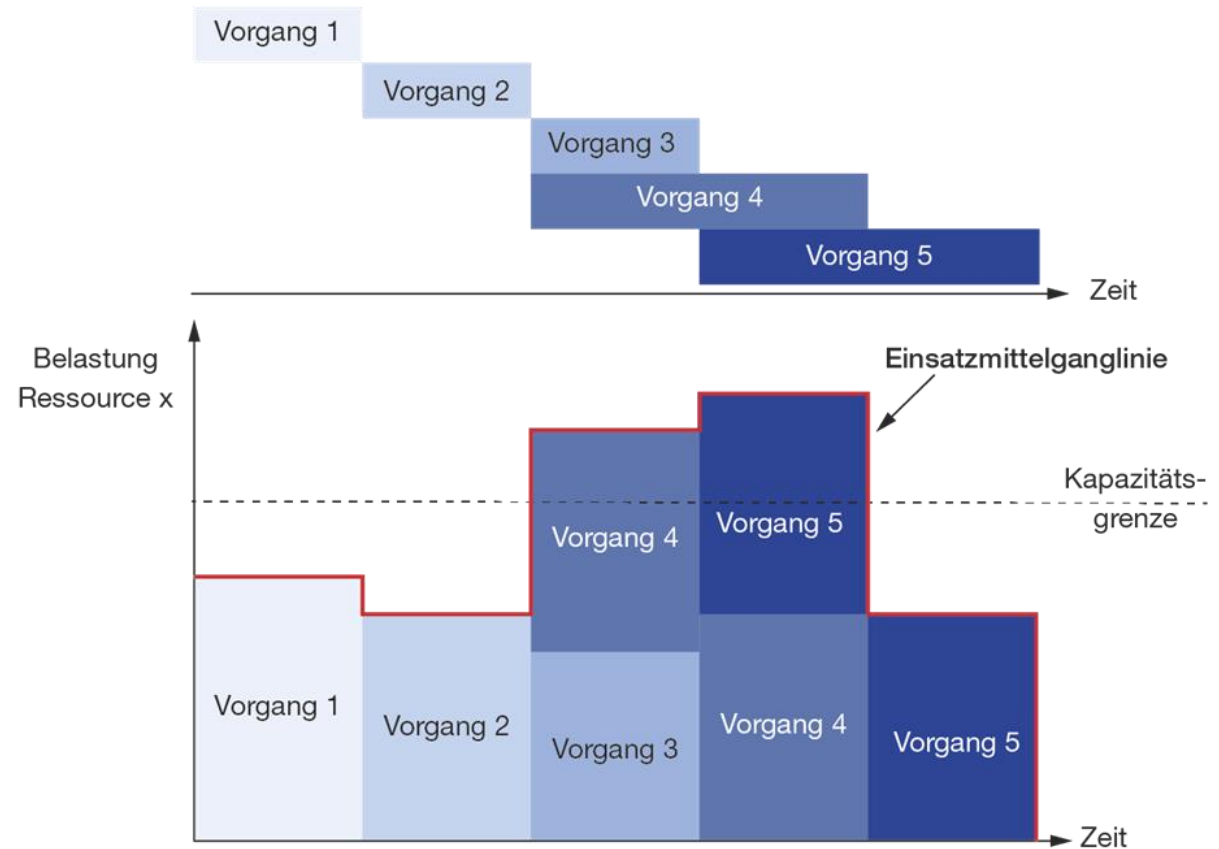 Vorgang 1
Vorgang 2
Vorgang 3
Vorgang 4
Vorgang 5
Zeit
Belastung
Ressource x
Einsatzmittelganglinie
Kapazitäts-
grenze
Vorgang 4
Vorgang 5
Vorgang 1
Vorgang 2
Vorgang 3
Vorgang 4
Vorgang 5
Zeit